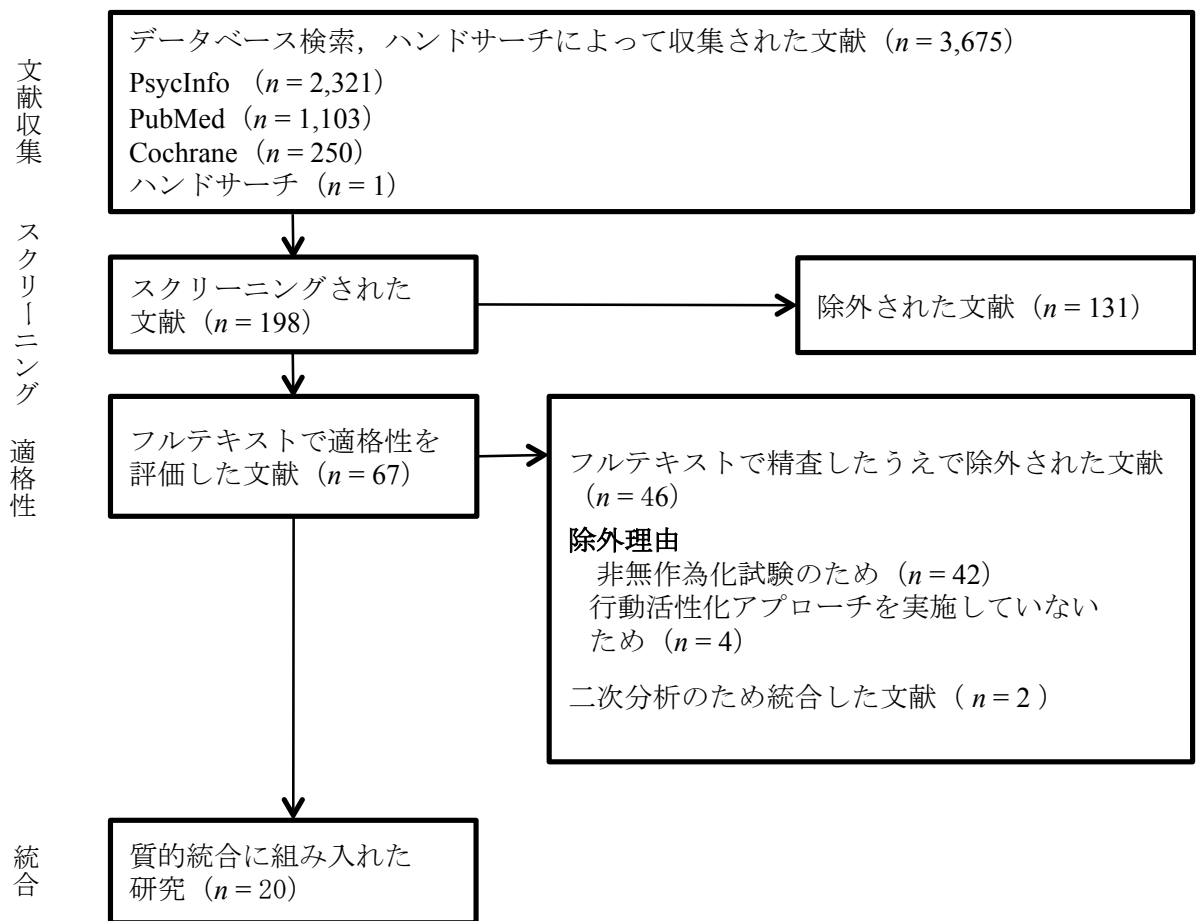 文献収集
データベース検索，ハンドサーチによって収集された文献（n = 3,675）
PsycInfo （n = 2,321）
PubMed（n = 1,103）
Cochrane（n = 250）
ハンドサーチ（n = 1）
スクリーニング
スクリーニングされた
文献（n = 198）
除外された文献（n = 131）
適格性
フルテキストで適格性を
評価した文献（n = 67）
フルテキストで精査したうえで除外された文献
（n = 46）
除外理由
非無作為化試験のため（n = 42）
行動活性化アプローチを実施していない
ため（n = 4）
二次分析のため統合した文献（ n = 2 ）
統合
質的統合に組み入れた
研究（n = 20）